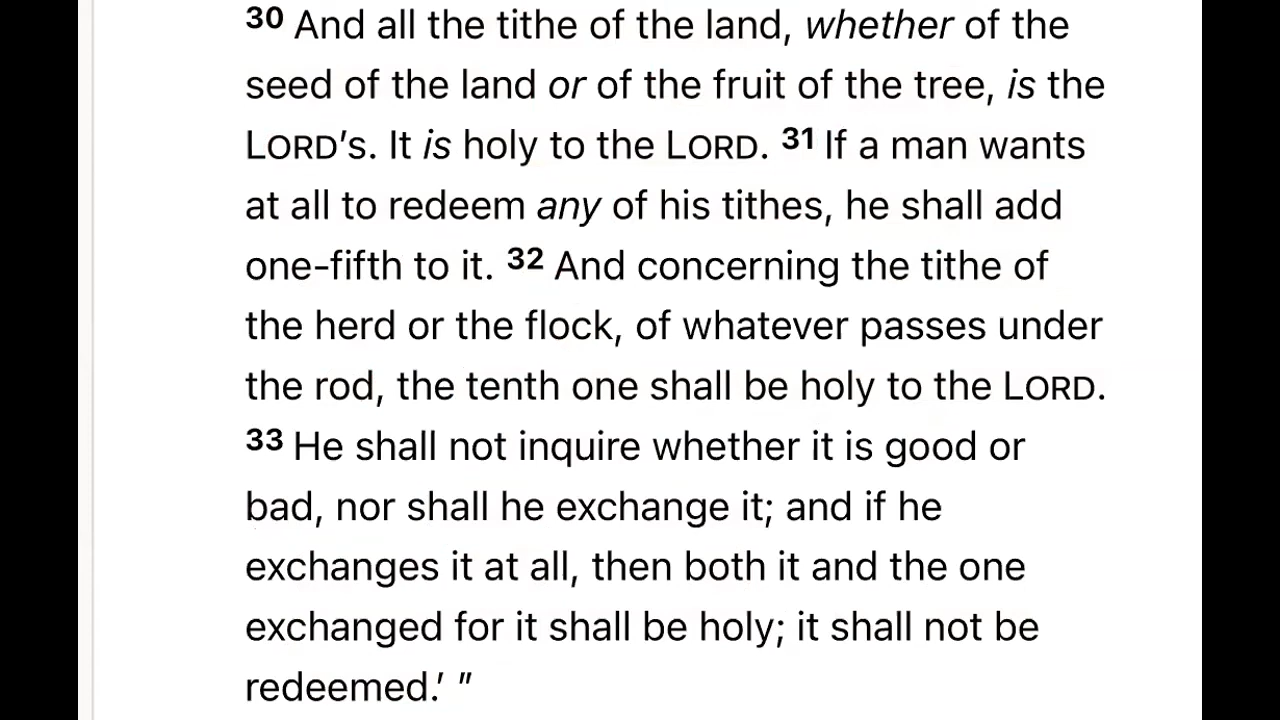 30 And all the tithe of the land, whether of the
seed of the land or of the fruit of the tree, is the
LORD's. It is holy to the LORD. 31 If a man wants
at all to redeem any of his tithes, he shall add
one-fifth to it. 32 And concerning the tithe of
the herd or the flock, of whatever passes under
the rod, the tenth one shall be holy to the LORD.
33 He shall not inquire whether it is good or
bad, nor shall he exchange it; and if he
exchanges it at all, then both it and the one
exchanged for it shall be holy; it shall not be
redeemed.’ ”